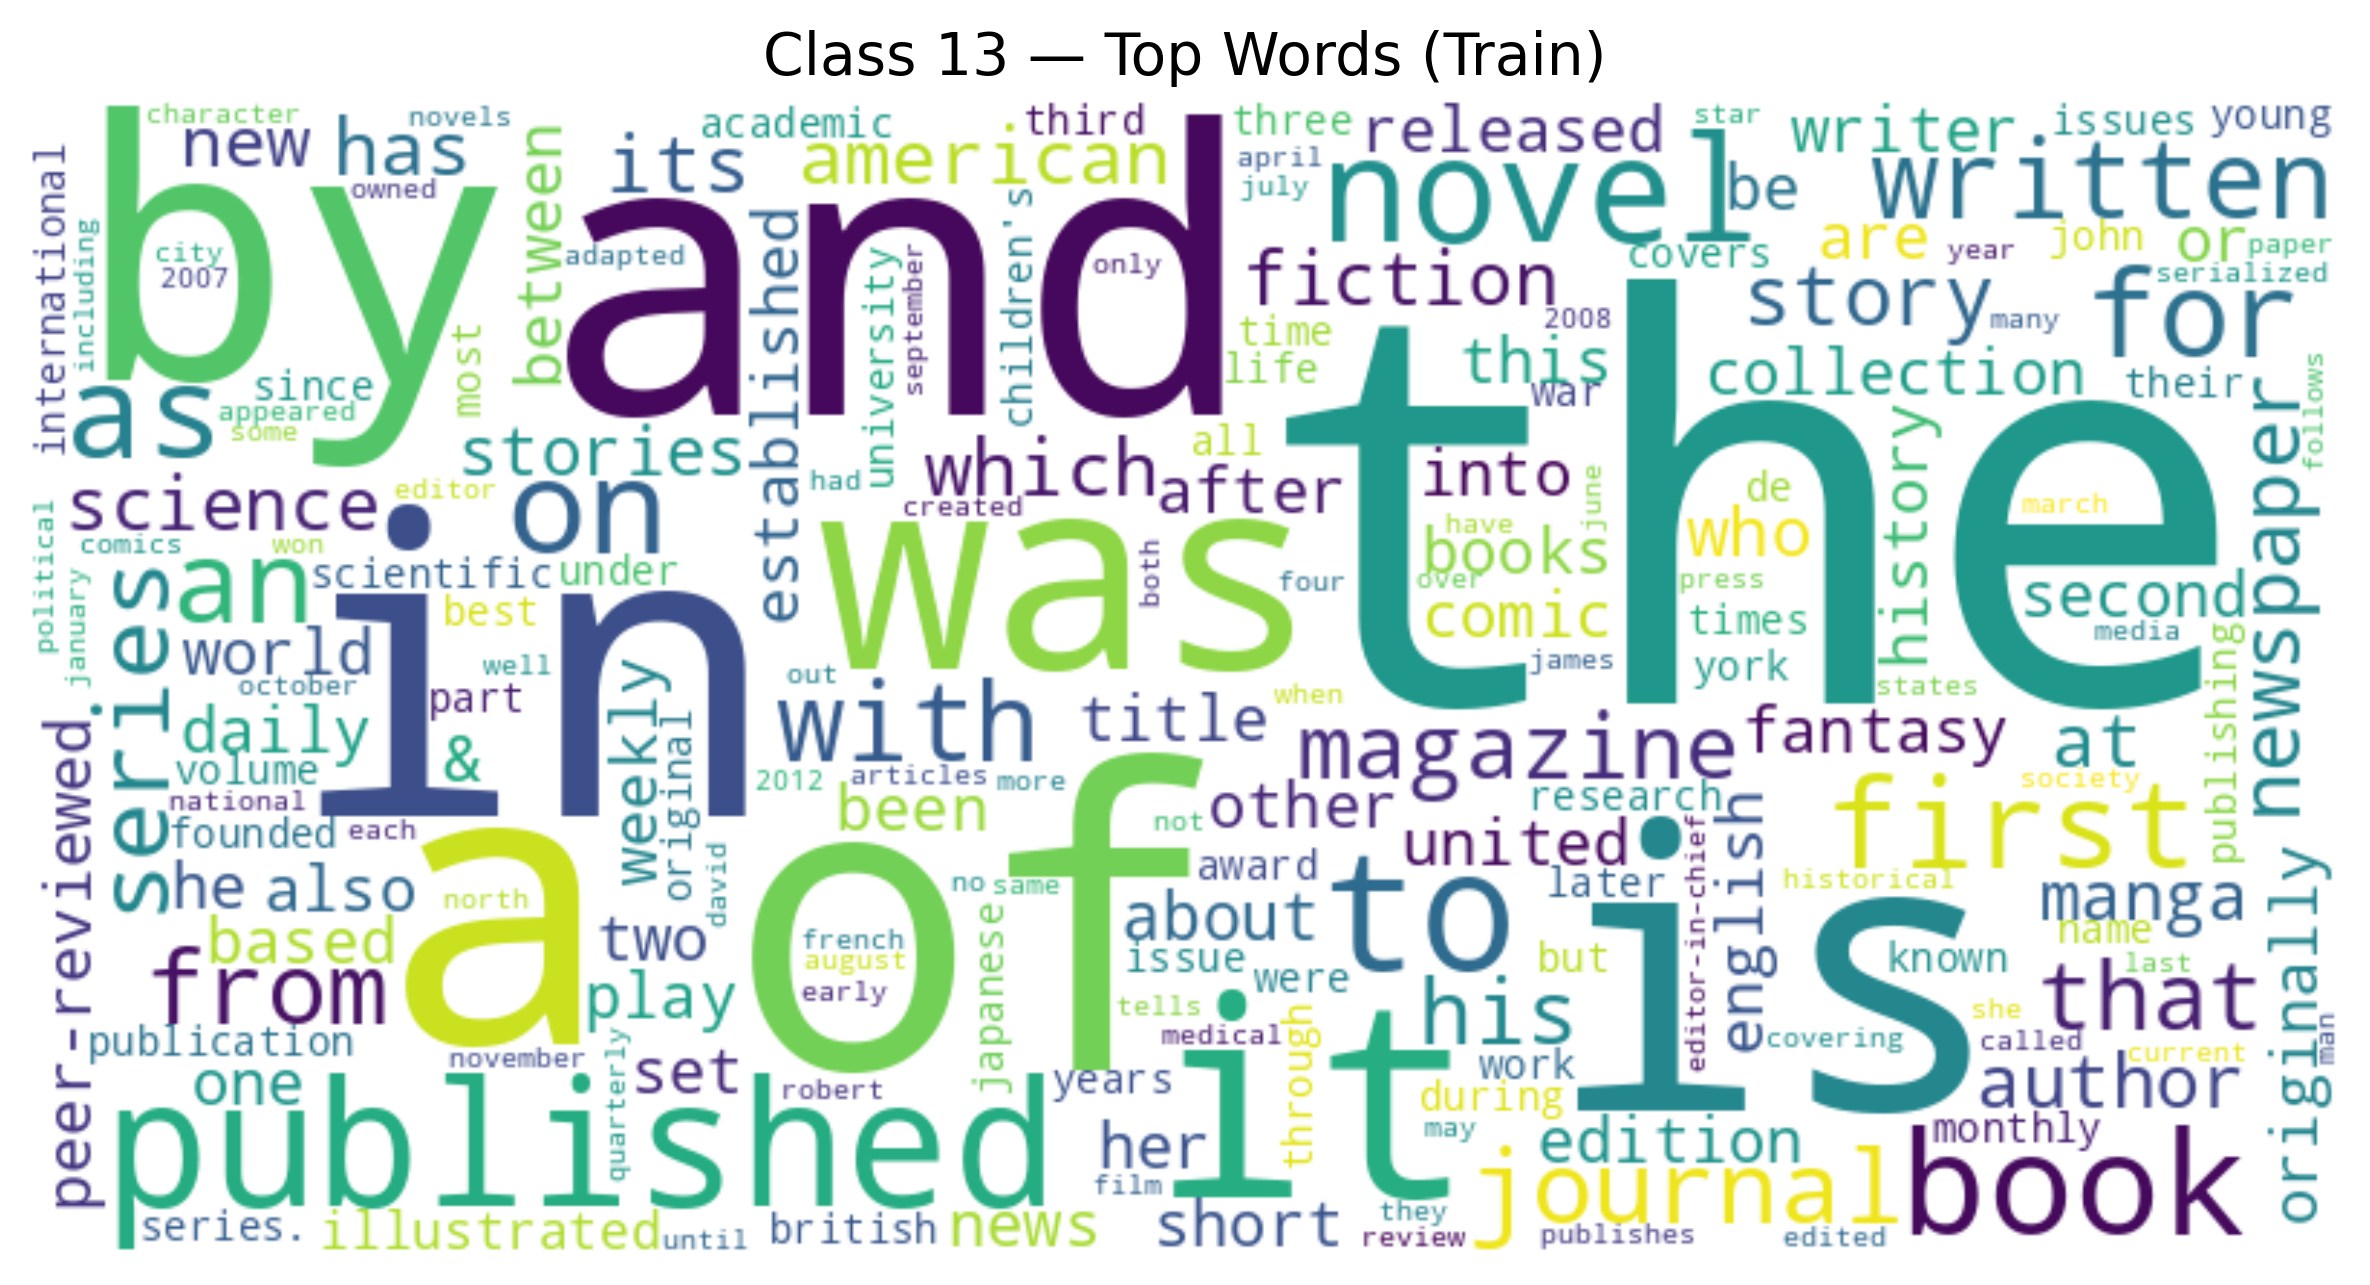 Class 13 — Top Words (Train)
character
novels
new
has
owned
by
city
2007
international
including
as
since
appeared
some
most
between
its
academic
american
third
three
released
star
writer
issues
young
april
july
novel
be
written
and
adapted
established
university
september
children's
only
fiction
covers
are
year
john
or
paper
serialized
story
many
for
2008
time
life
this
war
collection
their
follows
newspaper
stories
science
editor
on
had
which
created
after
all
into
june
the
de
who
march
history
have
books
over
press
comic
times
york
james
second
media
states
political
comics
won
an
scientific
under
january
series
world
best
in
october
well
part
was
both
four
out
with
title
when
magazine
fantasy
at
publishing
daily
volume
&
weekly
original
national
founded
each
2012
articles
more
been
other
not
research
united
english
editor-in-chief
society
first
peer-reviewed.
he
also
north
a
david
of
no
same
award
about
to
later
is
historical
manga
name
originally
based
from
two
play
french
august
early
japanese
issue
were
but
known
last
that
tells
medical
his
she
called
covering
current
man
publication
november
quarterly
one
set
robert
years
it
through
work
during
may
author
published
her
film
edition
monthly
journal
book
series.
illustrated
until
british
news
short
they
review
publishes
edited